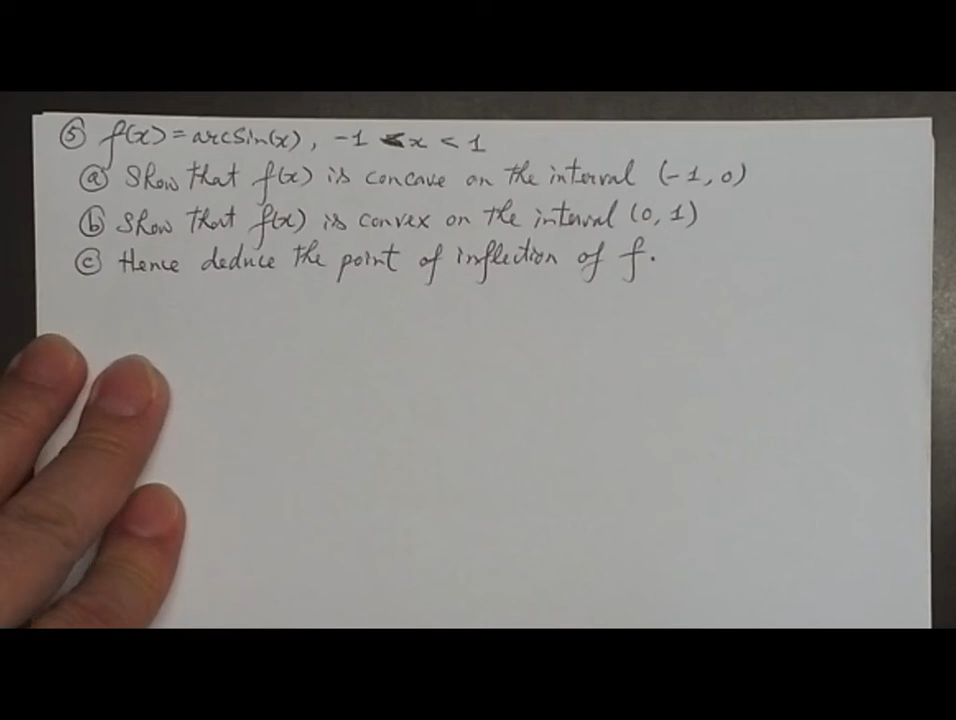 ⑤ f(x) = arcsin(x), -1 < x < 1
ⓐ Show that f(x) is concave on the interval (-1, 0)
ⓑ Show that f(x) is convex on the interval (0, 1)
ⓒ Hence deduce the point of inflection of f.